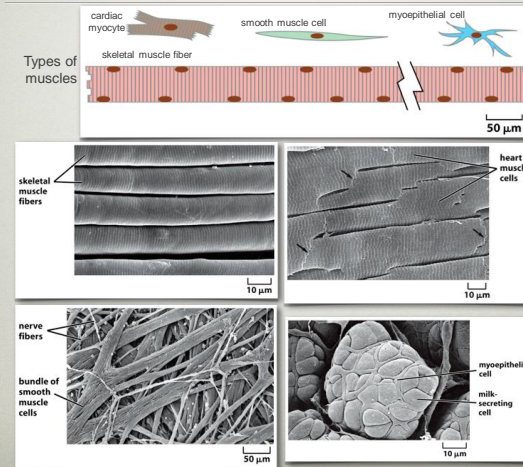 cardiac
myocyte
smooth muscle cell
myoepithelial cell
Types of
muscles
skeletal muscle fiber
50 μm
skeletal
muscle
fibers
10 μm
heart
muscl
cells
10 μm
nerve
fibers
bundle of
smooth
muscle
cells
50 μm
myoepitheli
cell
milk-
secreting
cell
10 μm